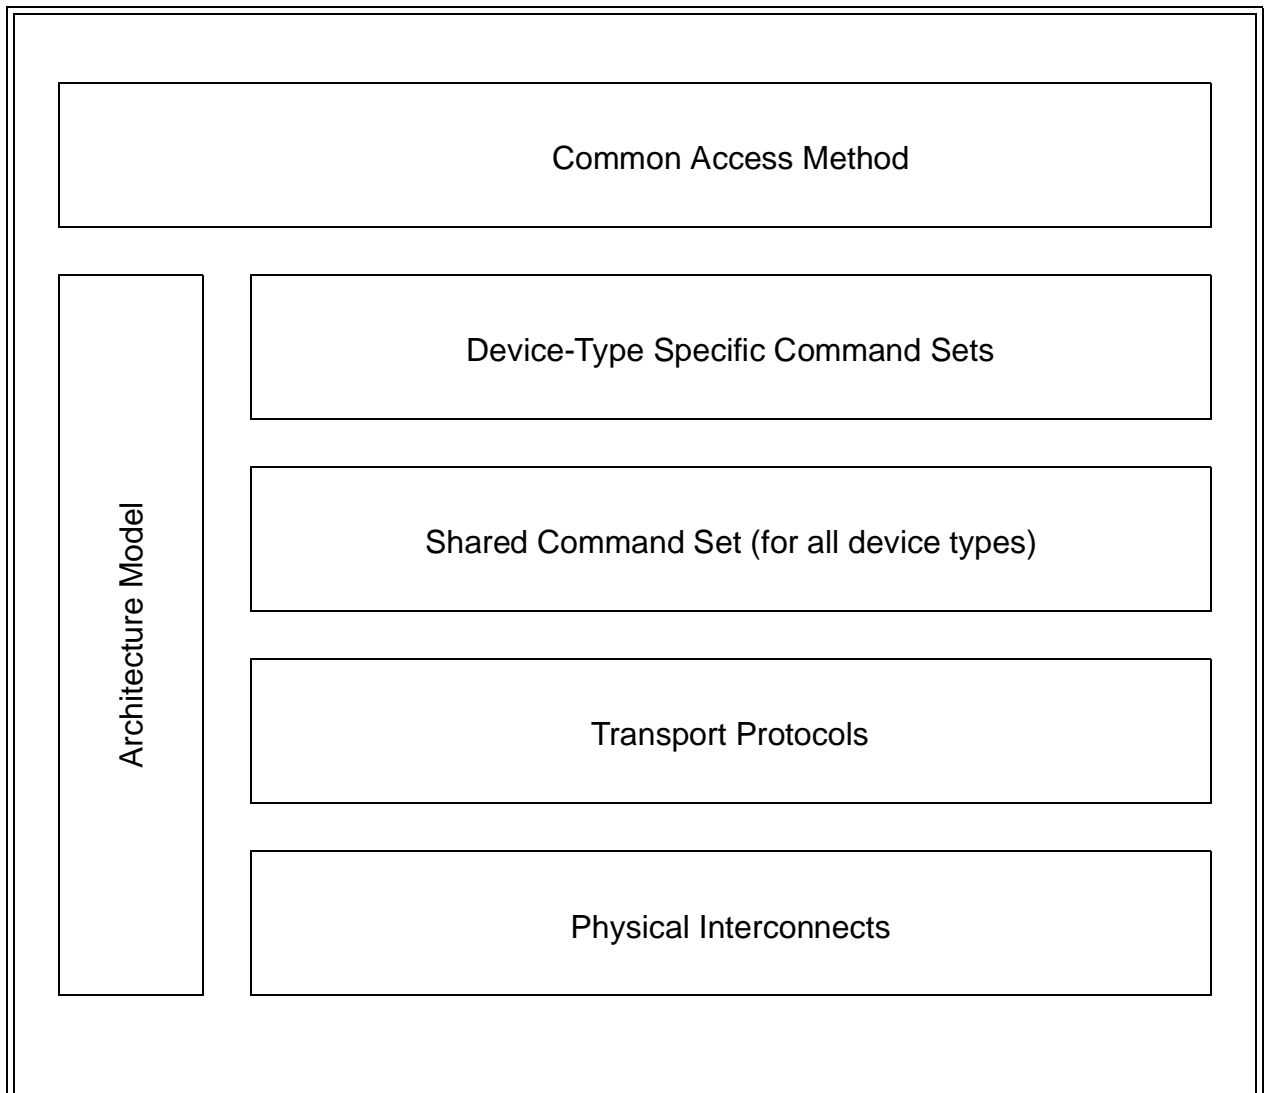 Common Access Method
Architecture Model
Device-Type Specific Command Sets
Shared Command Set (for all device types)
Transport Protocols
Physical Interconnects